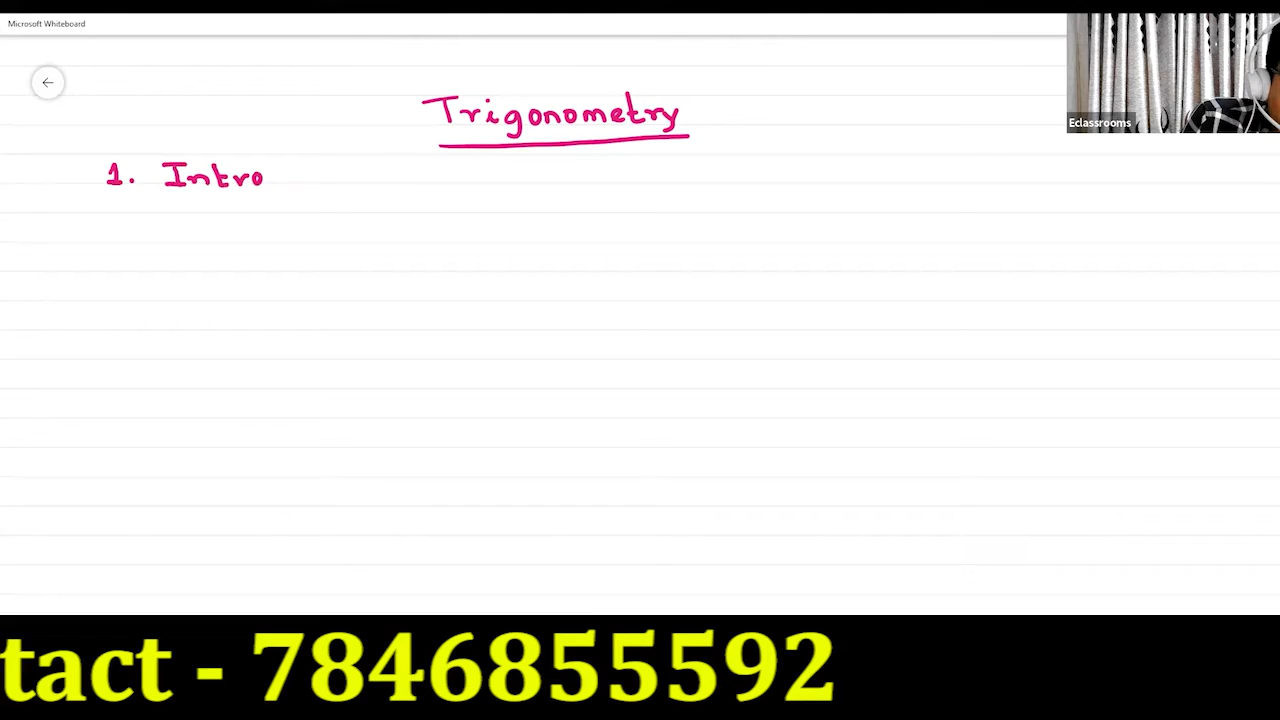 Microsoft Whiteboard
Eclassrooms
Trigonometry
1. Intro
tact - 7846855592